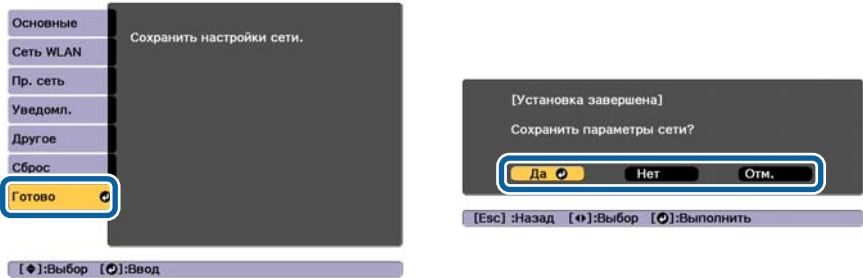 Основные
Сеть WLAN
Пр. сеть
Уведомл.
Другое
Сброс
Готово
Сохранить настройки сети.
[ ]:Выбор [ ]:Ввод
[Установка завершена]
Сохранить параметры сети?
Да Нет Отм.
[Esc] :Назад [ ]:Выбор [ ]:Выполнить